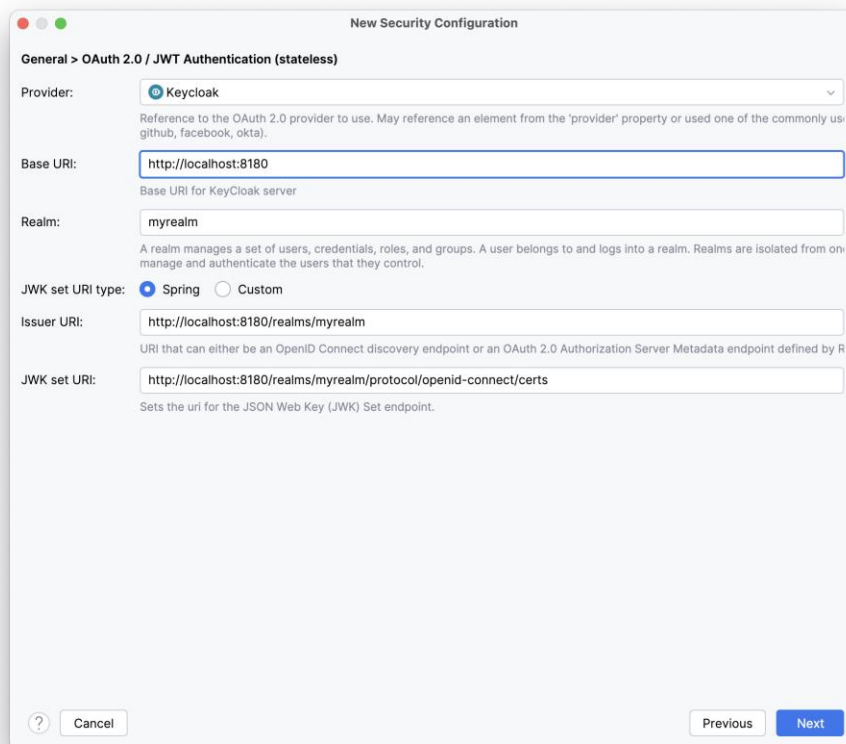 New Security Configuration
General > OAuth 2.0 / JWT Authentication (stateless)
Provider: Keycloak
Reference to the OAuth 2.0 provider to use. May reference an element from the 'provider' property or used one of the commonly
github, facebook, okta).
Base URI: http://localhost:8180
Base URI for KeyCloak server
Realm: myrealm
A realm manages a set of users, credentials, roles, and groups. A user belongs to and logs into a realm. Realms are isolated from
manage and authenticate the users that they control.
JWK set URI type: Spring Custom
Issuer URI: http://localhost:8180/realms/myrealm
URI that can either be an OpenID Connect discovery endpoint or an OAuth 2.0 Authorization Server Metadata endpoint defined by
JWK set URI: http://localhost:8180/realms/myrealm/protocol/openid-connect/certs
Sets the uri for the JSON Web Key (JWK) Set endpoint.
? Cancel Previous Next